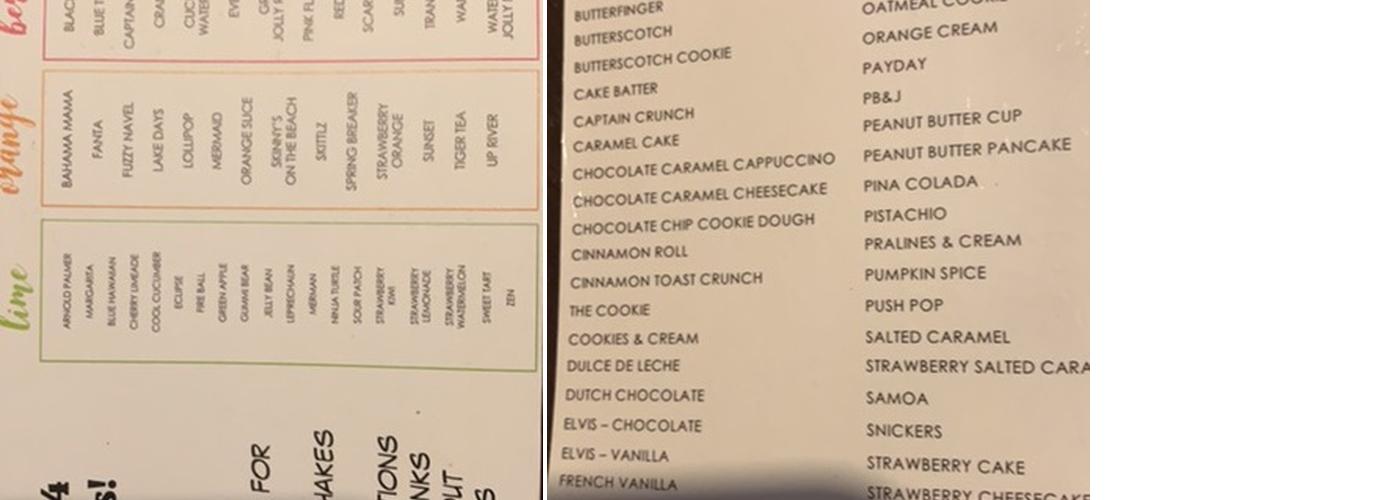 orange
BAHAMA MAMA
FANTA
FUZZY NAVEL
LAKE DAYS
LOLLIPOP
MERMAID
ORANGE SLICE
SKINNY'S
ON THE BEACH
SKITTLZ
SPRING BREAKER
STRAWBERRY
ORANGE
SUNSET
TIGER TEA
UP RIVER
lime
ARNOLD PALMER
MARGARITA
BLUE HAWAIIAN
CHERRY LIMEADE
COOL CUCUMBER
ECLIPSE
FIRE BALL
GREEN APPLE
GUMMI BEAR
JELLY BEAN
LEPRECHAUN
MERMAN
NINJA TURTLE
SOUR PATCH
STRAWBERRY
KIWI
STRAWBERRY
LEMONADE
STRAWBERRY
WATERMELON
SWEET TART
ZEN
FOR
BUTTERFINGER
BUTTERSCOTCH
BUTTERSCOTCH COOKIE
CAKE BATTER
CAPTAIN CRUNCH
CARAMEL CAKE
CHOCOLATE CARAMEL CAPPUCCINO
CHOCOLATE CARAMEL CHEESECAKE
CHOCOLATE CHIP COOKIE DOUGH
CINNAMON ROLL
CINNAMON TOAST CRUNCH
THE COOKIE
COOKIES & CREAM
DULCE DE LECHE
DUTCH CHOCOLATE
ELVIS – CHOCOLATE
ELVIS – VANILLA
FRENCH VANILLA
OATMEAL
ORANGE CREAM
PAYDAY
PB&J
PEANUT BUTTER CUP
PEANUT BUTTER PANCAKE
PINA COLADA
PISTACHIO
PRALINES & CREAM
PUMPKIN SPICE
PUSH POP
SALTED CARAMEL
STRAWBERRY SALTED CARA
SAMOA
SNICKERS
STRAWBERRY CAKE
STRAWBERRY CHEESECAKE